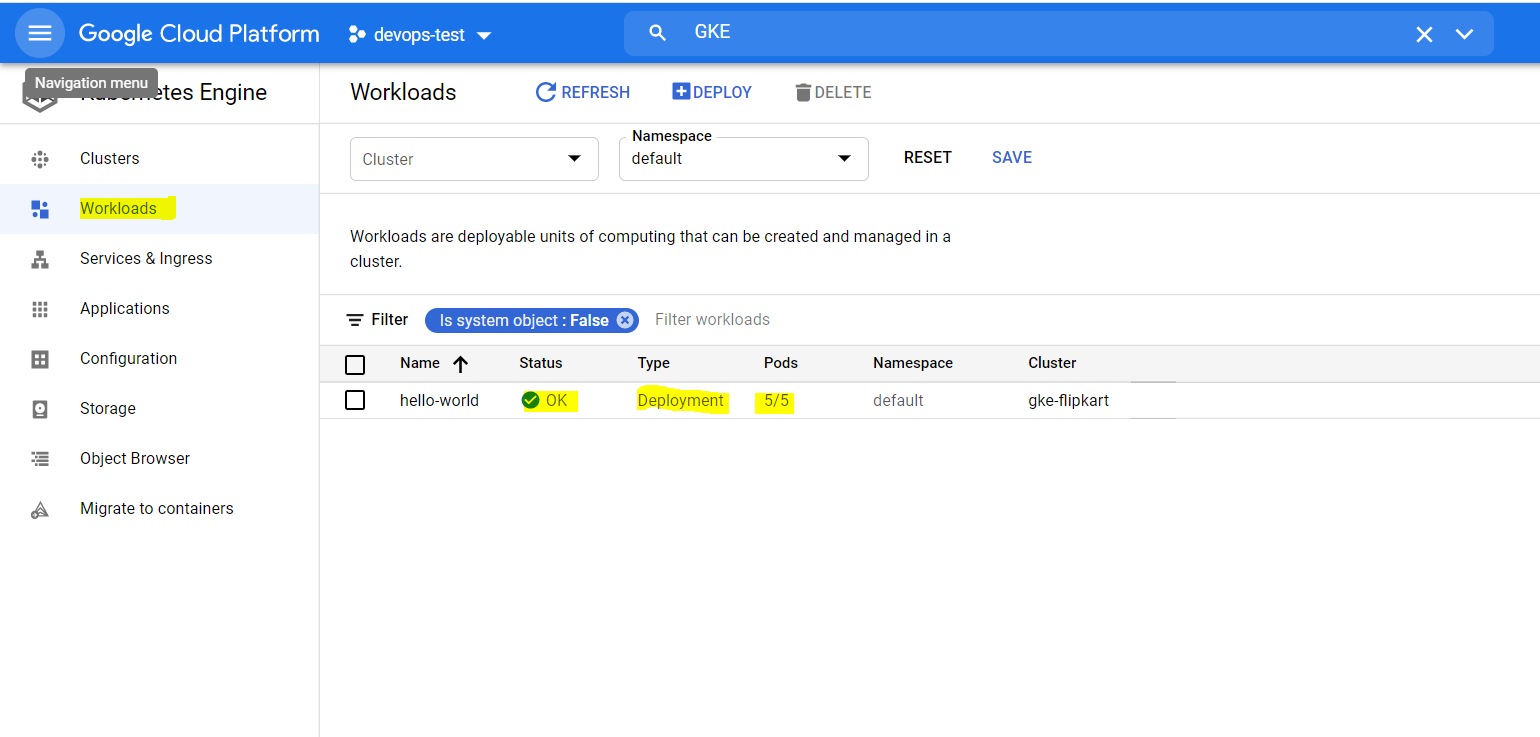 Google Cloud Platform devops-test GKE
Navigation menu
Kubernetes Engine
Workloads REFRESH DEPLOY DELETE
Clusters
Workloads
Services & Ingress
Applications
Configuration
Storage
Object Browser
Migrate to containers
Cluster
Namespace
default
RESET SAVE
Workloads are deployable units of computing that can be created and managed in a
cluster.
Filter Is system object : False Filter workloads
Name Status Type Pods Namespace Cluster
hello-world OK Deployment 5/5 default gke-flipkart